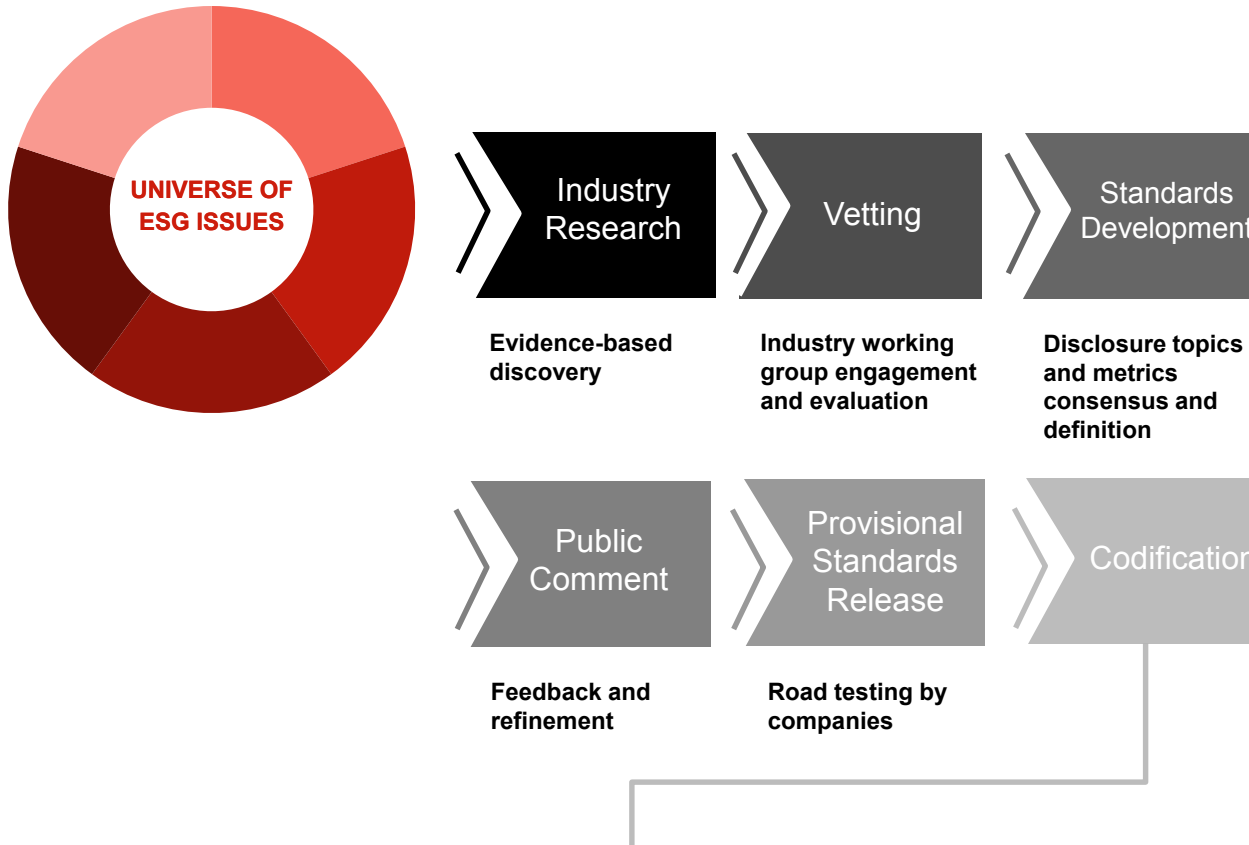 UNIVERSE OF
ESG ISSUES
Industry
Research
Vetting
Standards
Development
Evidence-based
discovery
Industry working
group engagement
and evaluation
Disclosure topics
and metrics
consensus and
definition
Public
Comment
Provisional
Standards
Release
Codification
Feedback and
refinement
Road testing by
companies